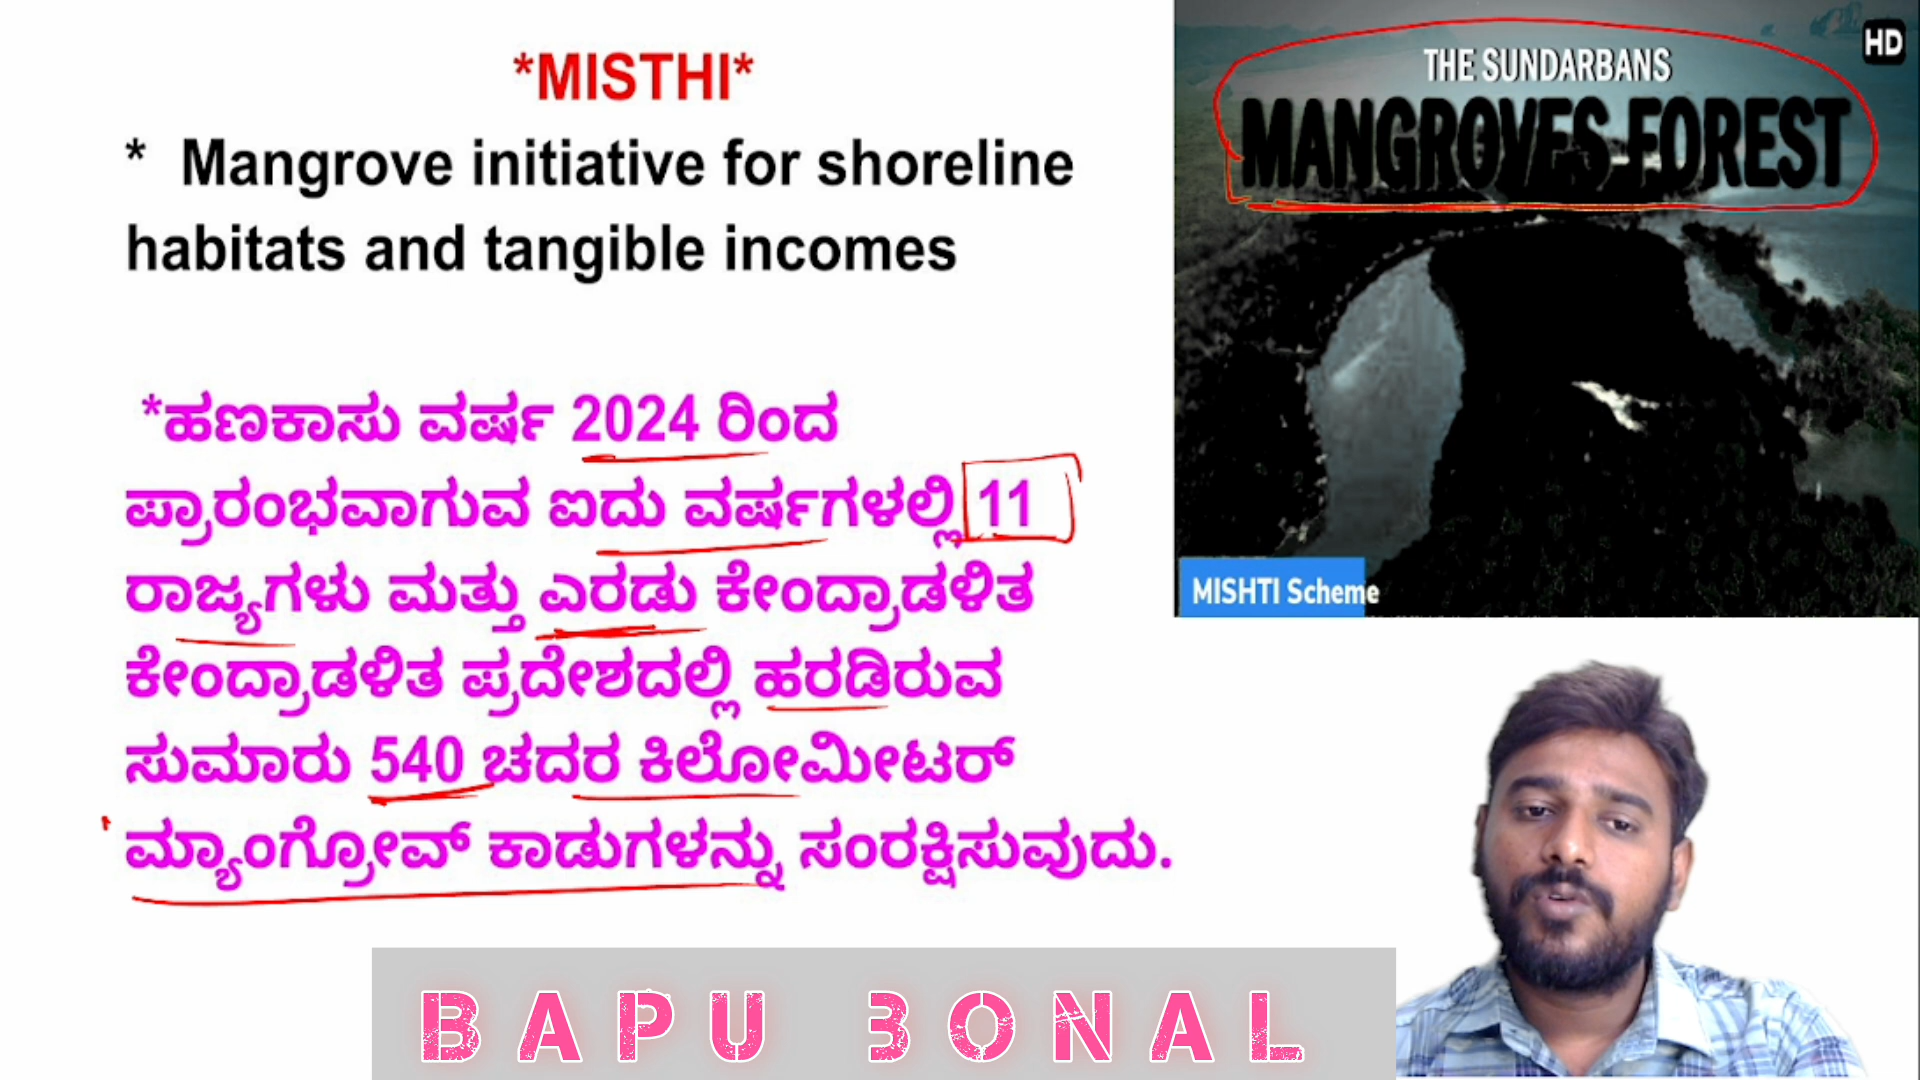 *MISTHI*
* Mangrove initiative for shoreline
habitats and tangible incomes
*ಹಣಕಾಸು ವರ್ಷ 2024 ರಿಂದ
ಪ್ರಾರಂಭವಾಗುವ ಐದು ವರ್ಷಗಳಲ್ಲಿ 11
ರಾಜ್ಯಗಳು ಮತ್ತು ಎರಡು ಕೇಂದ್ರಾಡಳಿತ
ಕೇಂದ್ರಾಡಳಿತ ಪ್ರದೇಶದಲ್ಲಿ ಹರಡಿರುವ
ಸುಮಾರು 540 ಚದರ ಕಿಲೋಮೀಟರ್
ಮ್ಯಾಂಗ್ರೋವ್ ಕಾಡುಗಳನ್ನು ಸಂರಕ್ಷಿಸುವುದು.
THE SUNDARBANS
HD
MANGROVES FOREST
MISHTI Scheme
BAPU BONAL